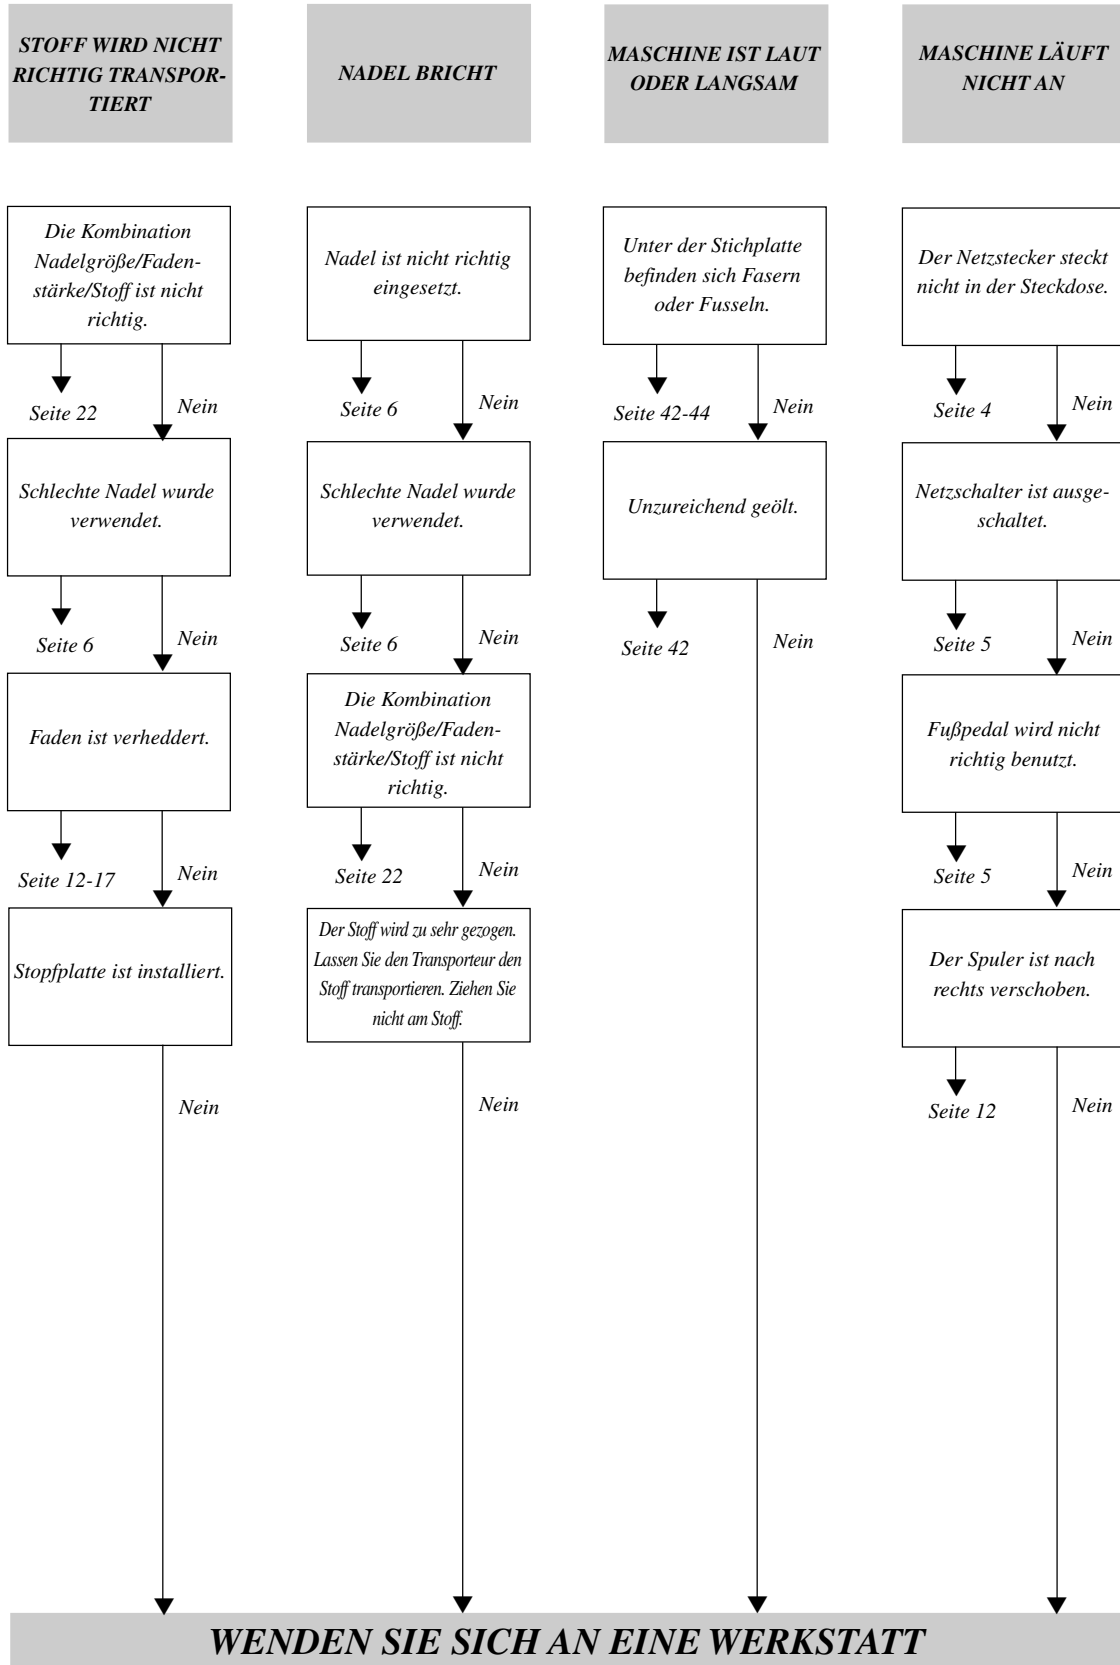 STOFF WIRD NICHT
RICHTIG TRANSPOR-
TIERT
Die Kombination
Nadelgröße/Faden-
stärke/Stoff ist nicht
richtig.
Seite 22
Nein
Schlechte Nadel wurde
verwendet.
Seite 6
Nein
Faden ist verheddert.
Seite 12-17
Nein
Stopfplatte ist installiert.
Nein
NADEL BRICHT
Nadel ist nicht richtig
eingesetzt.
Seite 6
Nein
Schlechte Nadel wurde
verwendet.
Seite 6
Nein
Die Kombination
Nadelgröße/Faden-
stärke/Stoff ist nicht
richtig.
Seite 22
Nein
Der Stoff wird zu sehr gezogen.
Lassen Sie den Transporteur den
Stoff transportieren. Ziehen Sie
nicht am Stoff.
Nein
MASCHINE IST LAUT
ODER LANGSAM
Unter der Stichplatte
befinden sich Fasern
oder Fusseln.
Seite 42-44
Nein
Unzureichend geölt.
Seite 42
Nein
MASCHINE LÄUFT
NICHT AN
Der Netzstecker steckt
nicht in der Steckdose.
Seite 4
Nein
Netzschalter ist ausge-
schaltet.
Seite 5
Nein
Fußpedal wird nicht
richtig benutzt.
Seite 5
Nein
Der Spuler ist nach
rechts verschoben.
Seite 12
Nein
WENDEN SIE SICH AN EINE WERKSTATT